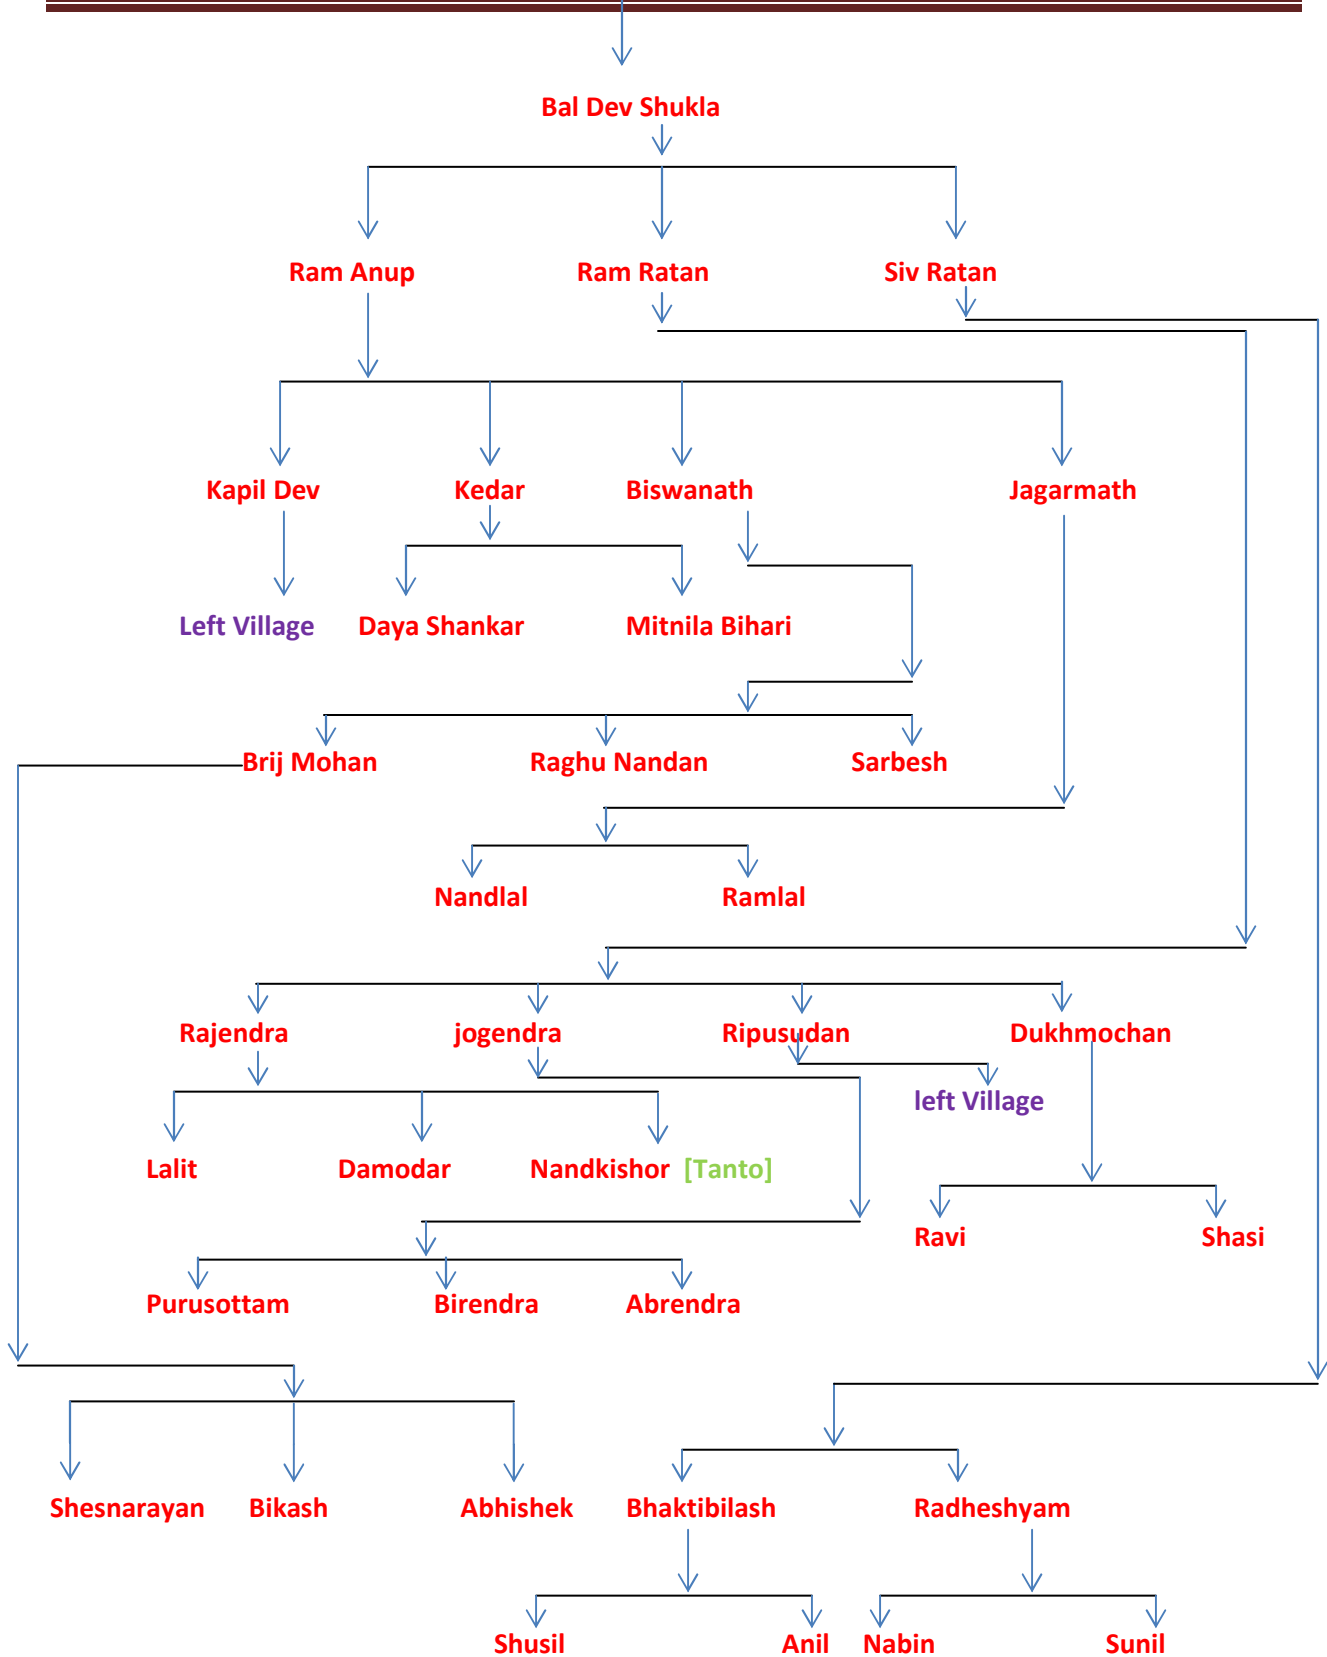 Bal Dev Shukla
Ram Anup Ram Ratan Siv Ratan
Kapil Dev Kedar Biswanath Jagarmath
Left Village Daya Shankar Mitnila Bihari
Brij Mohan Raghu Nandan Sarbesh
Nandlal Ramlal
Rajendra jogendra Ripusudan Dukhmochan
left Village
Lalit Damodar Nandkishor [Tanto]
Ravi Shasi
Purusottam Birendra Abrendra
Shesnarayan Bikash Abhishek Bhaktibilash Radheshyam
Shusil Anil Nabin Sunil